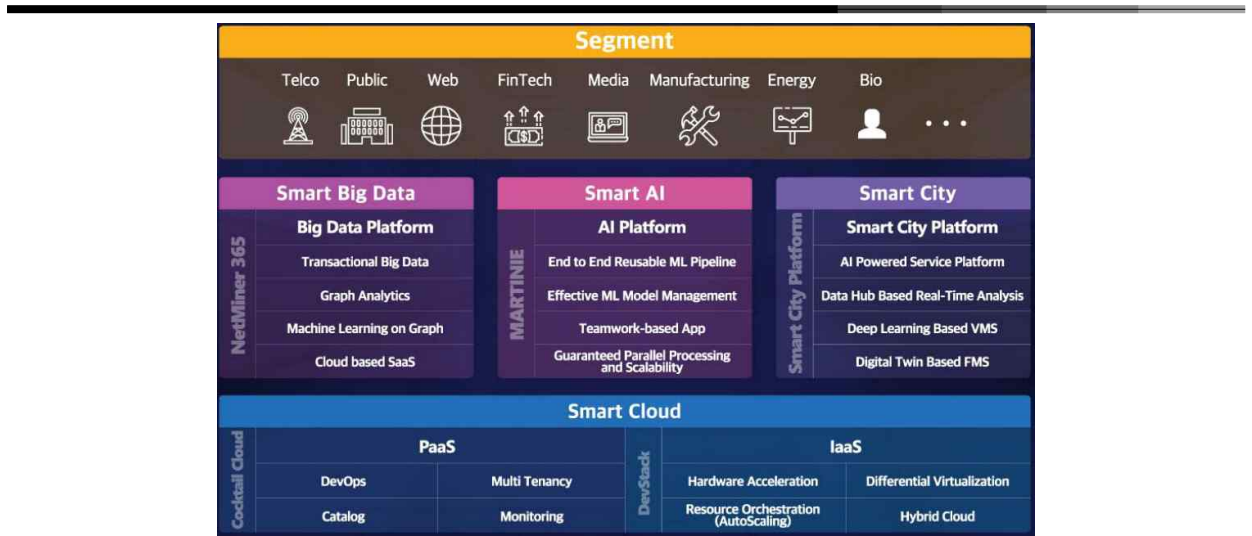 Segment
Telco Public Web FinTech Media Manufacturing Energy Bio
($)
...
Smart Big Data
NetMiner 365
Big Data Platform
Transactional Big Data
Graph Analytics
Machine Learning on Graph
Cloud based SaaS
Smart AI
MARTINIE
AI Platform
End to End Reusable ML Pipeline
Effective ML Model Management
Teamwork-based App
Guaranteed Parallel Processing
and Scalability
Smart City
Smart City Platform
Smart City Platform
AI Powered Service Platform
Data Hub Based Real-Time Analysis
Deep Learning Based VMS
Digital Twin Based FMS
Smart Cloud
Cocktail Cloud
PaaS
DevOps
Multi Tenancy
Catalog
Monitoring
DevStack
IaaS
Hardware Acceleration
Differential Virtualization
Resource Orchestration
(AutoScaling)
Hybrid Cloud